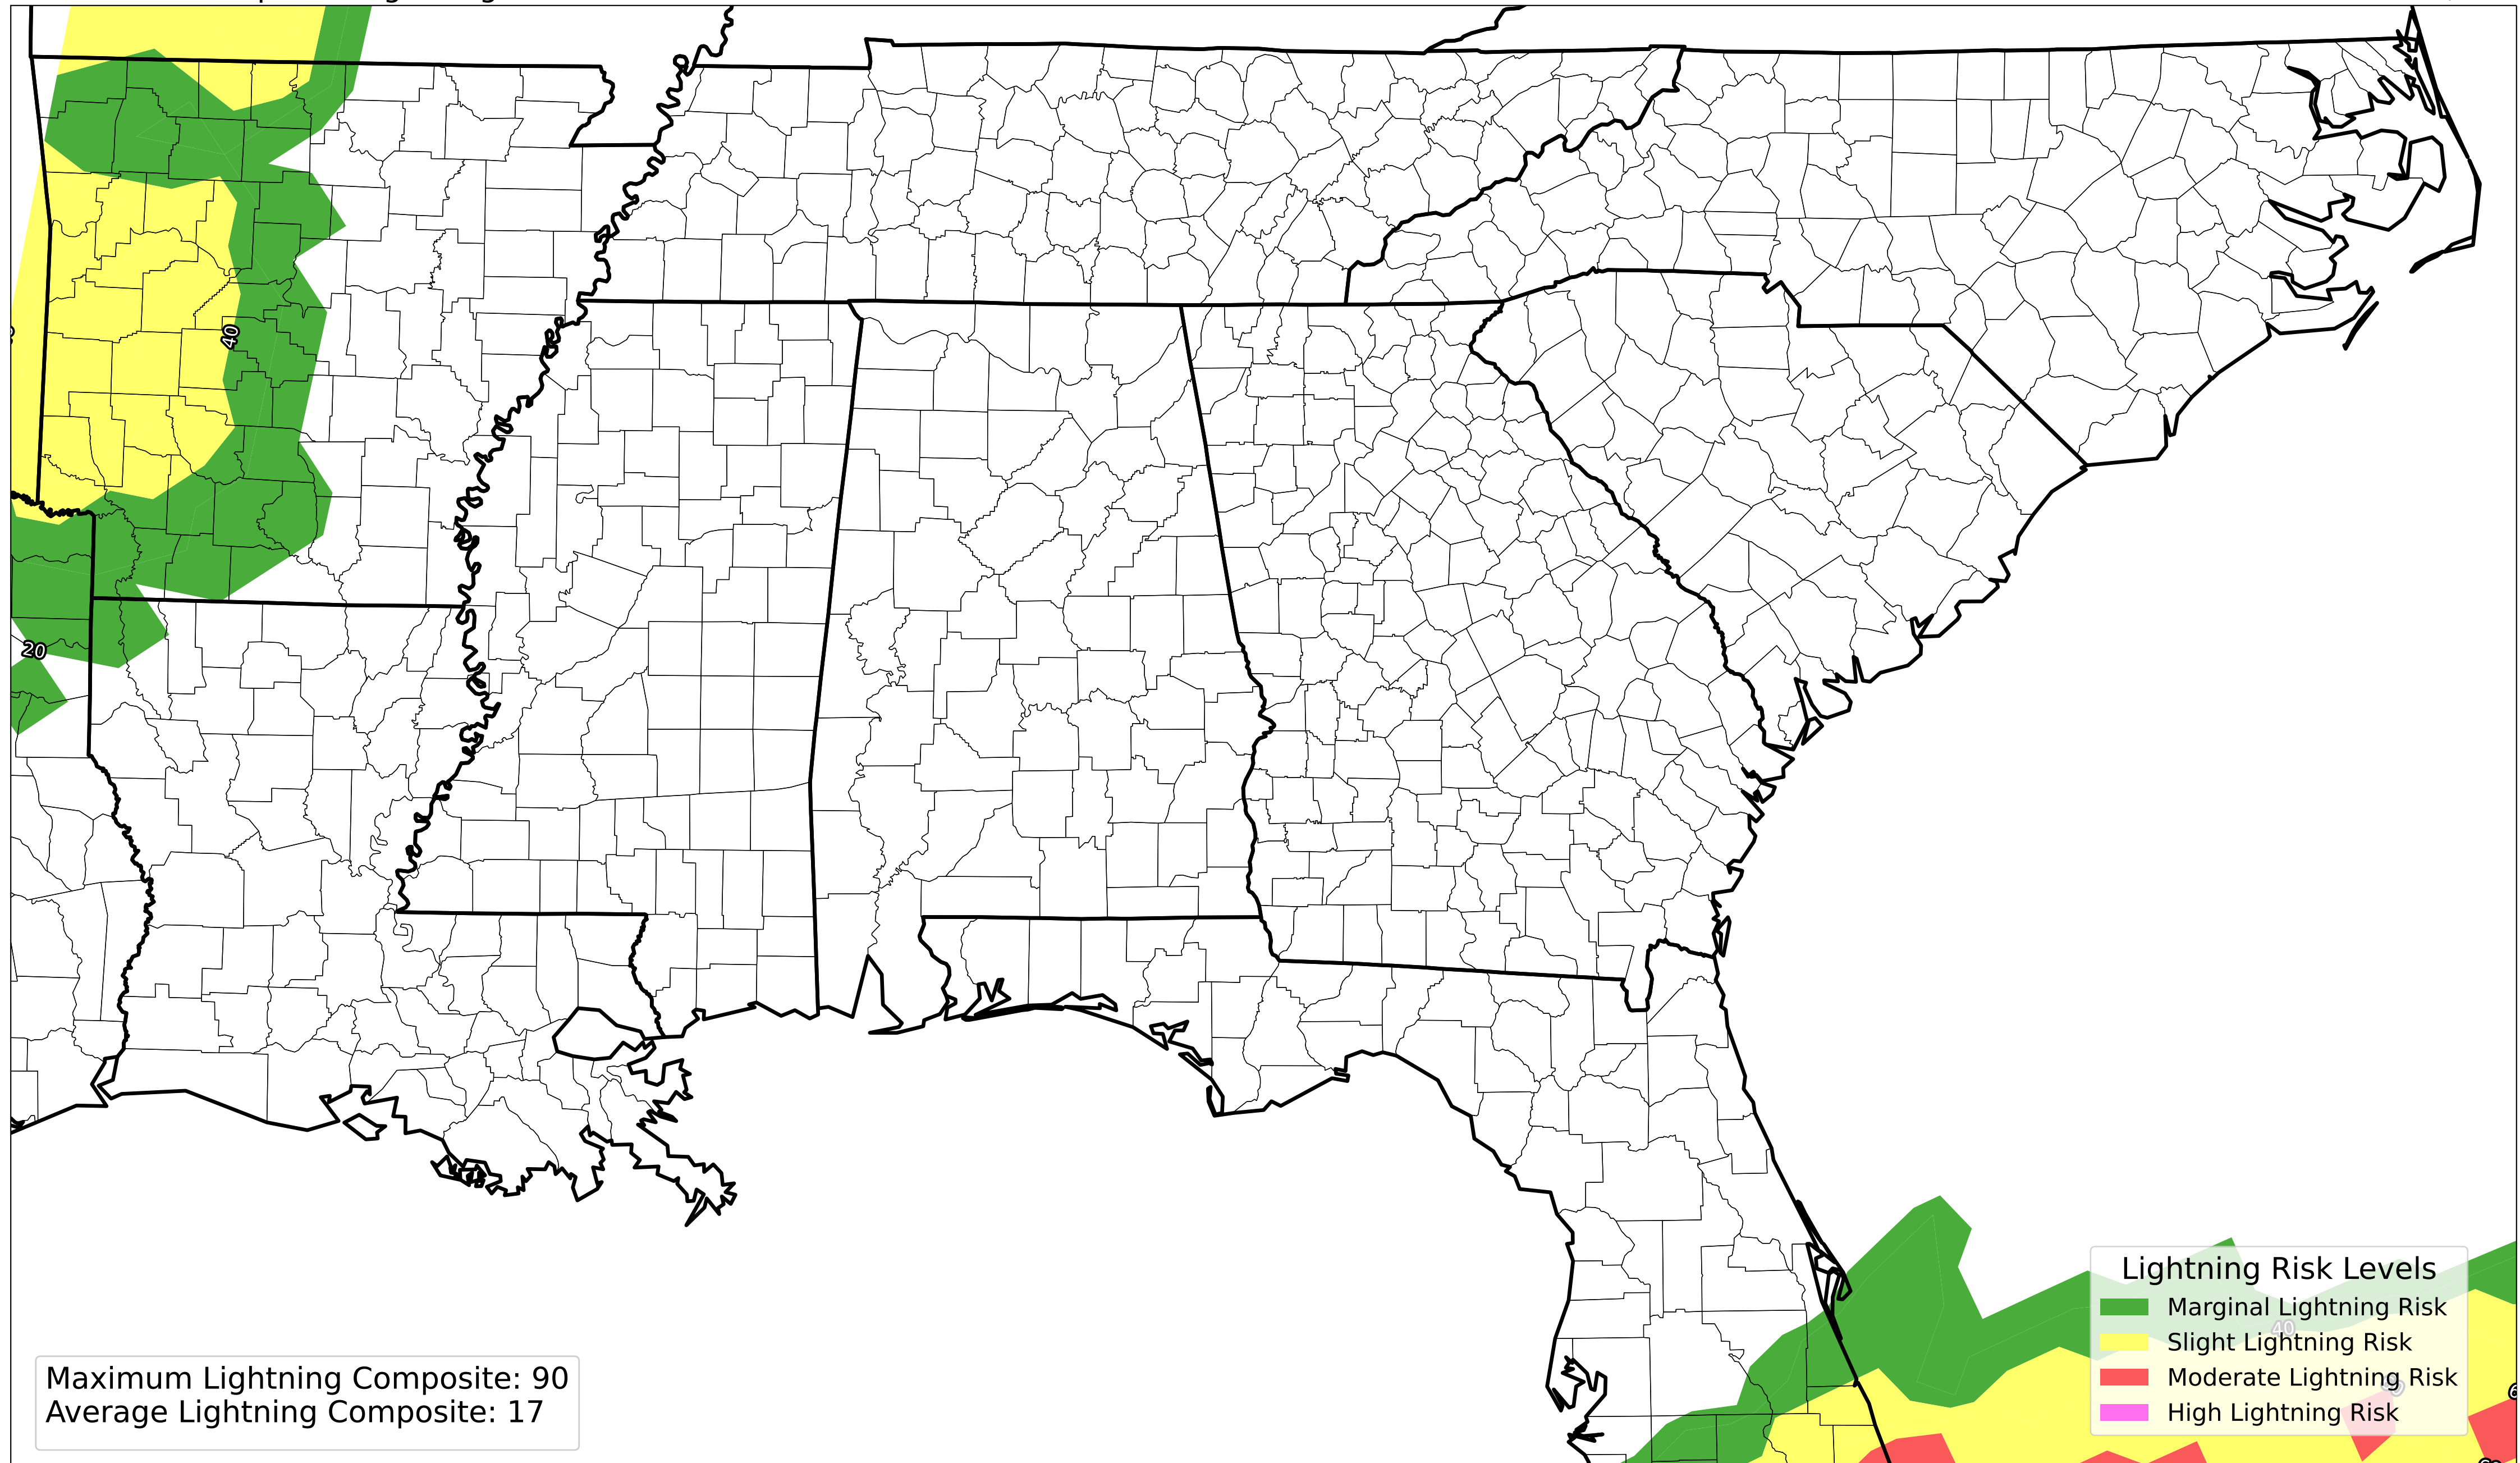 40
20
Lightning Risk Levels
Marginal Lightning Risk
40
Slight Lightning Risk
Moderate Lightning Risk
High Lightning Risk
Maximum Lightning Composite: 90
Average Lightning Composite: 17